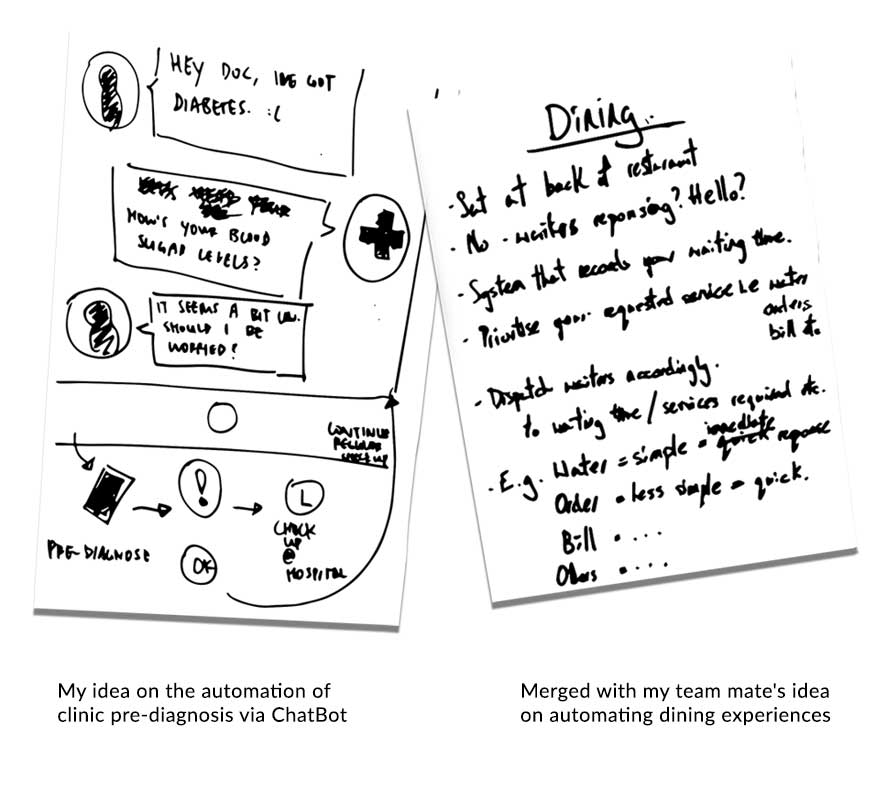 HEY DOC, IVE GOT
DIABETES. :(
HOW'S YOUR BLOOD
SUGAR LEVELS?
IT SEEMS A BIT LOW.
SHOULD I BE
WORRIED?
CONTINUE
REGULAR
CHECK UP
!
PRE-DIAGNOSE
OK
CHECK
UP
@
HOSPITAL
Dining..
- Sat at back of restaurant
- No - waiters reponsing? Hello?
- System that records your waiting time.
- Prioritise your requested service i.e water
orders
bill etc.
- Dispatch waiters accordingly.
to waiting time / services required etc.
immediate
- E.g. Water = simple = quick reponse
Order = less simple = quick.
Bill = ....
Others = ....
My idea on the automation of
clinic pre-diagnosis via ChatBot
Merged with my team mate's idea
on automating dining experiences